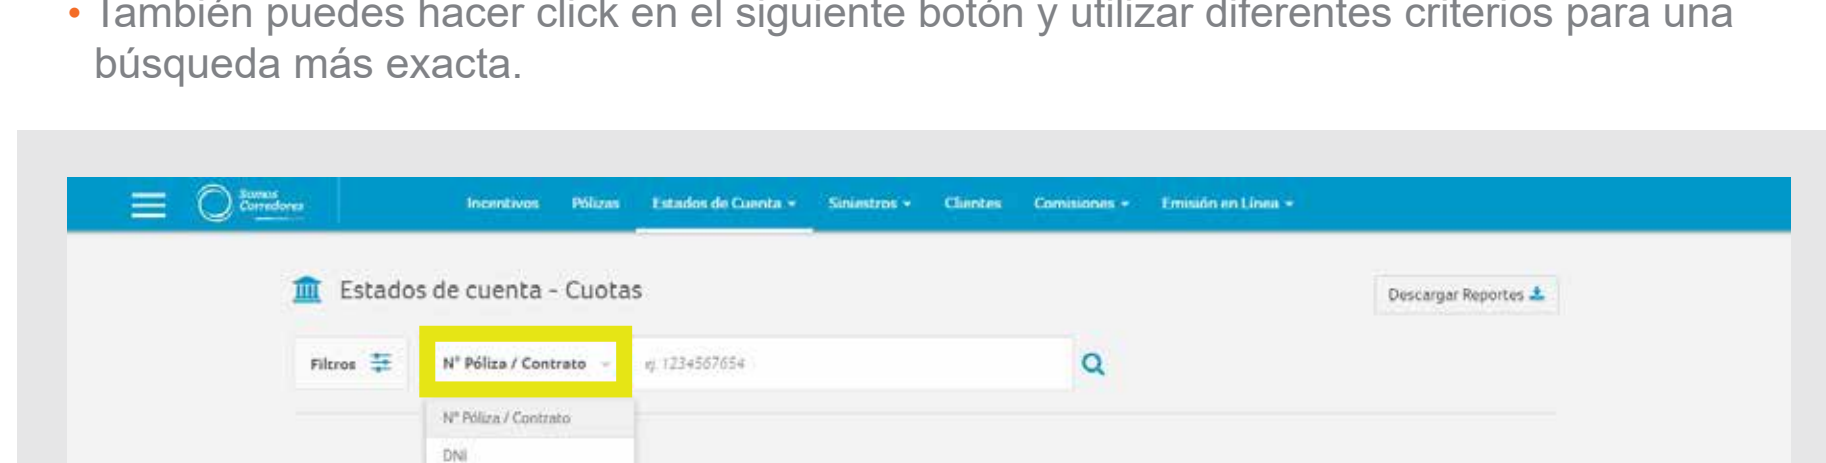 • También puedes hacer click en el siguiente botón y utilizar diferentes criterios para una
búsqueda más exacta.
Somos
Corredores
Incentivos Pólizas Estados de Cuenta Siniestros Clientes Comisiones Emisión en Línea
Estados de cuenta - Cuotas
Descargar Reportes
Filtros N° Póliza / Contrato ej. 1234567654
N° Póliza / Contrato
DNI